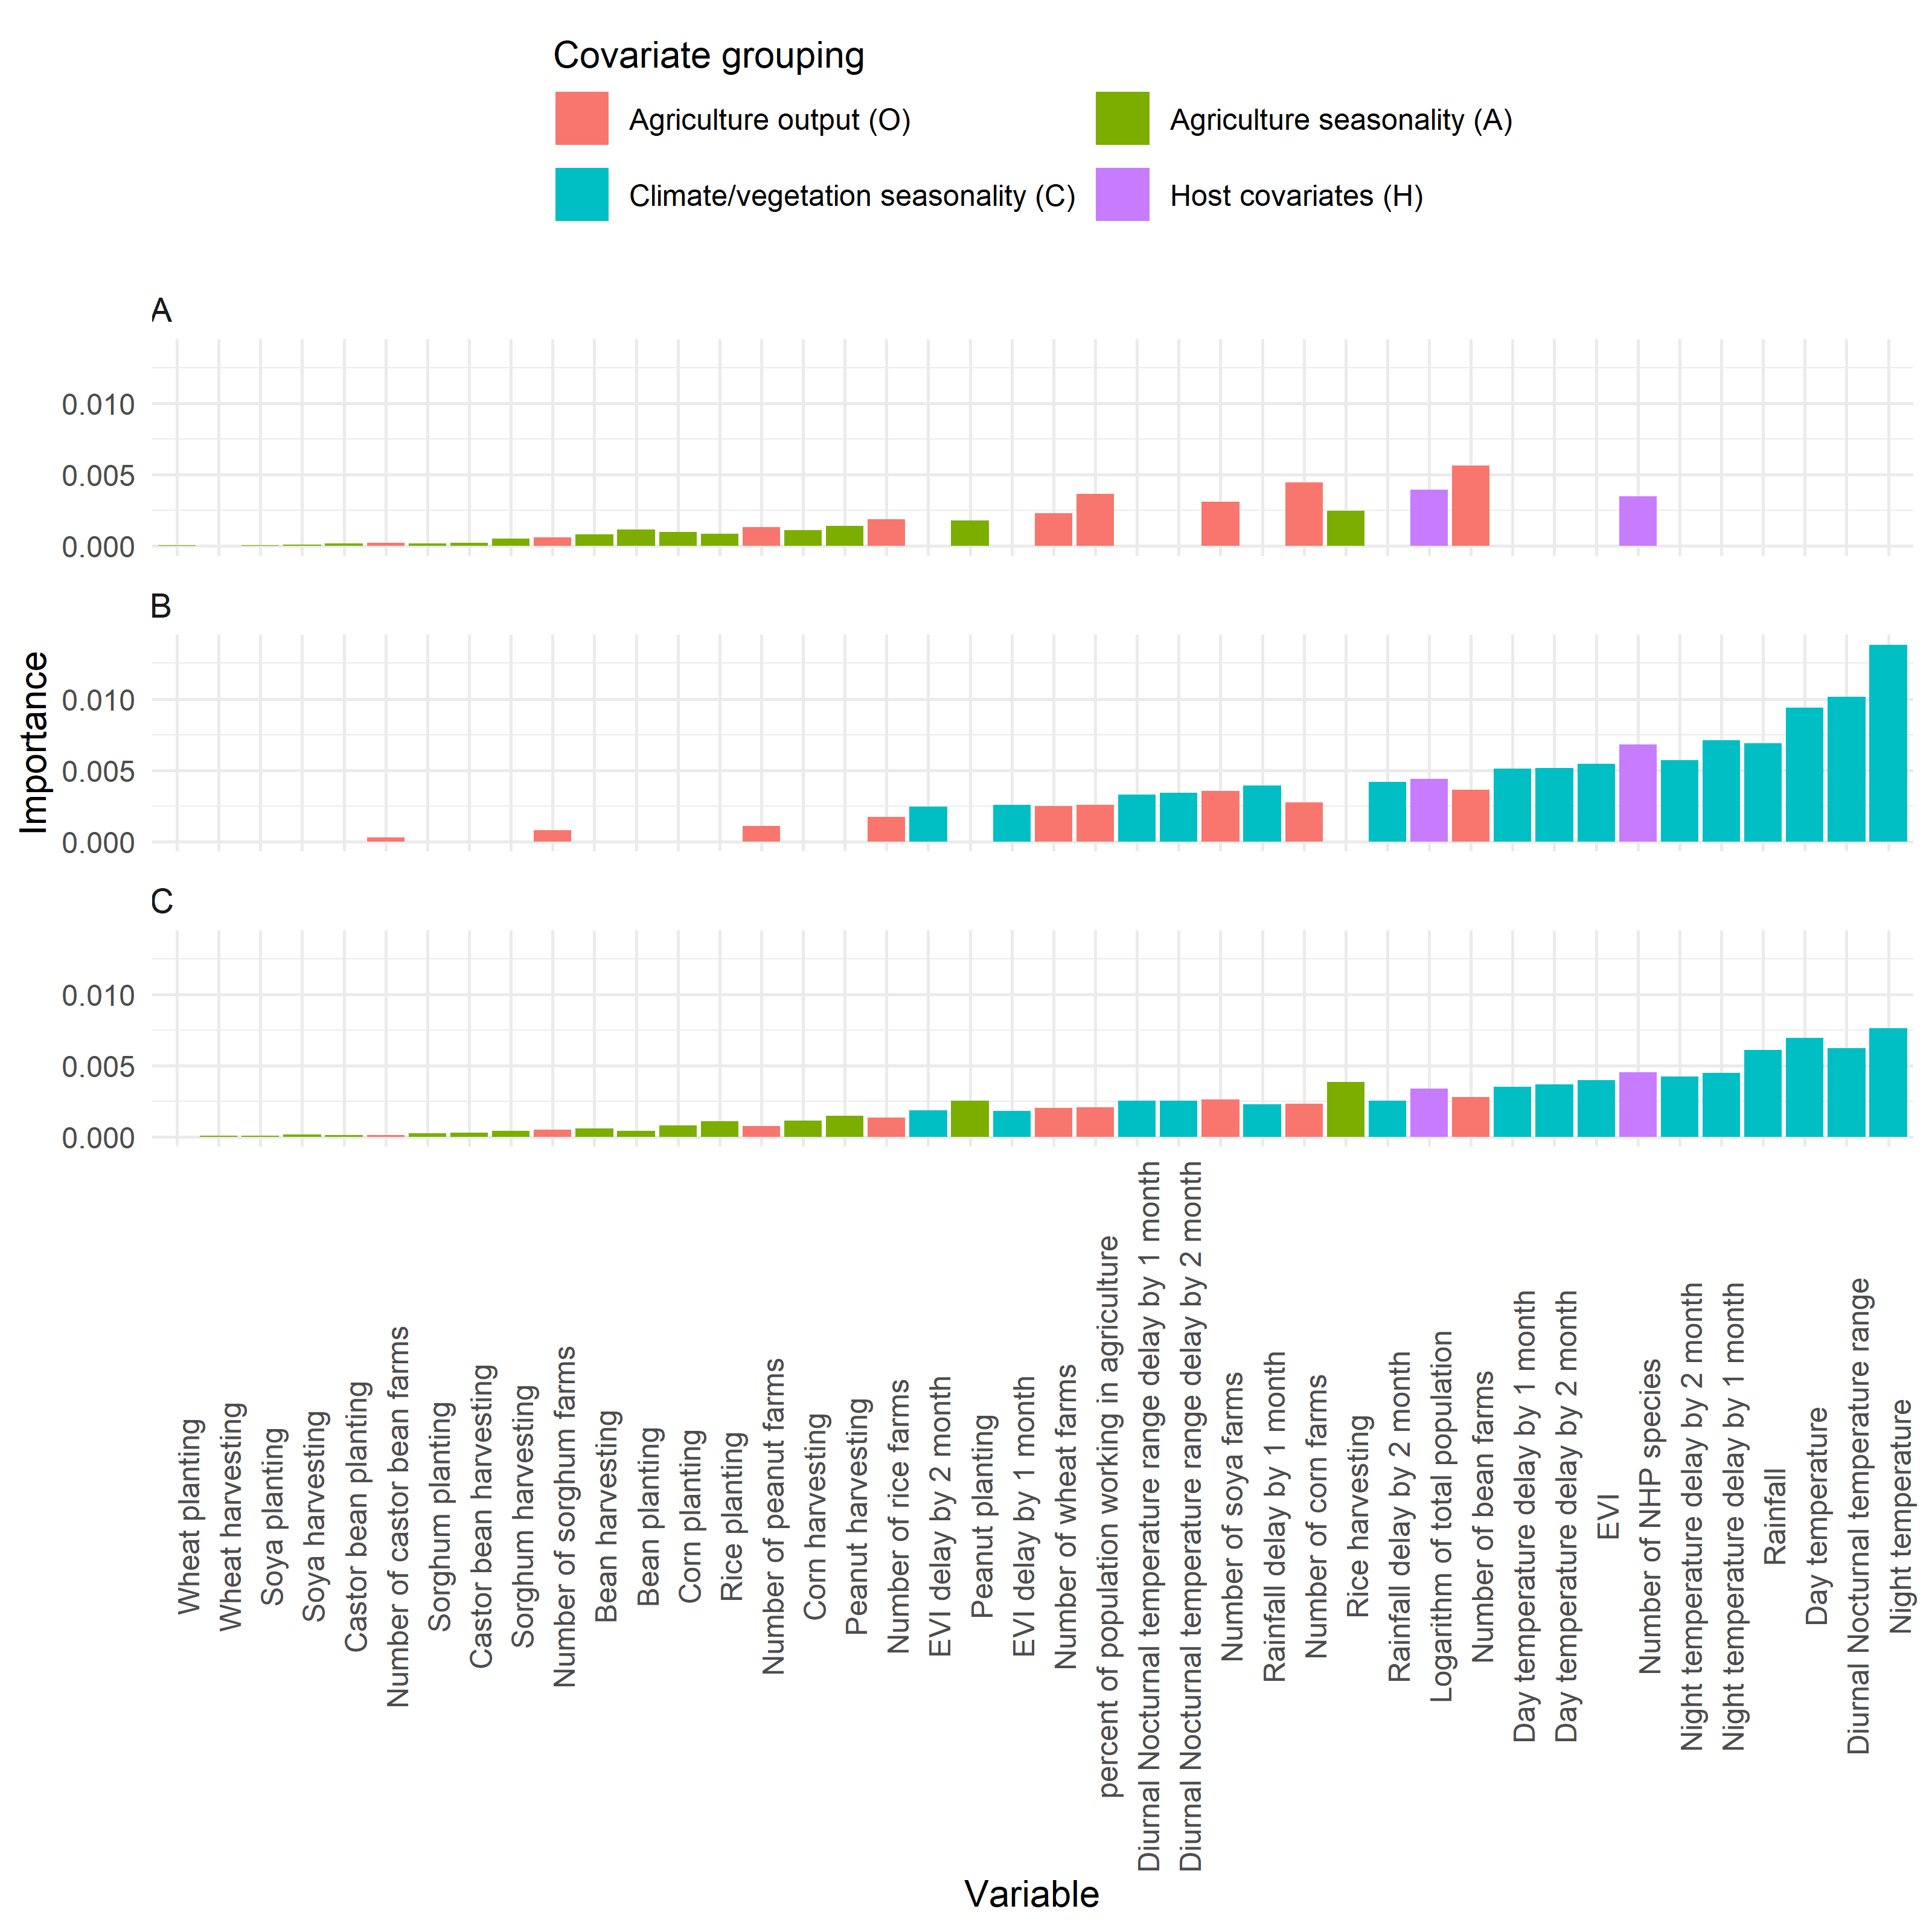 Covariate grouping
Agriculture output (O)
Agriculture seasonality (A)
Climate/vegetation seasonality (C)
Host covariates (H)
A
0.010
0.005
0.000
B
0.010
0.005
0.000
C
0.010
0.005
0.000
Importance
Wheat planting
Wheat harvesting
Soya planting
Soya harvesting
Castor bean planting
Number of castor bean farms
Sorghum planting
Castor bean harvesting
Sorghum harvesting
Number of sorghum farms
Bean harvesting
Bean planting
Corn planting
Rice planting
Number of peanut farms
Corn harvesting
Peanut harvesting
Number of rice farms
EVI delay by 2 month
Peanut planting
EVI delay by 1 month
Number of wheat farms
percent of population working in agriculture
Diurnal Nocturnal temperature range delay by 1 month
Diurnal Nocturnal temperature range delay by 2 month
Number of soya farms
Rainfall delay by 1 month
Number of corn farms
Rice harvesting
Rainfall delay by 2 month
Logarithm of total population
Number of bean farms
Day temperature delay by 1 month
Day temperature delay by 2 month
EVI
Number of NHP species
Night temperature delay by 2 month
Night temperature delay by 1 month
Rainfall
Day temperature
Diurnal Nocturnal temperature range
Night temperature
Variable